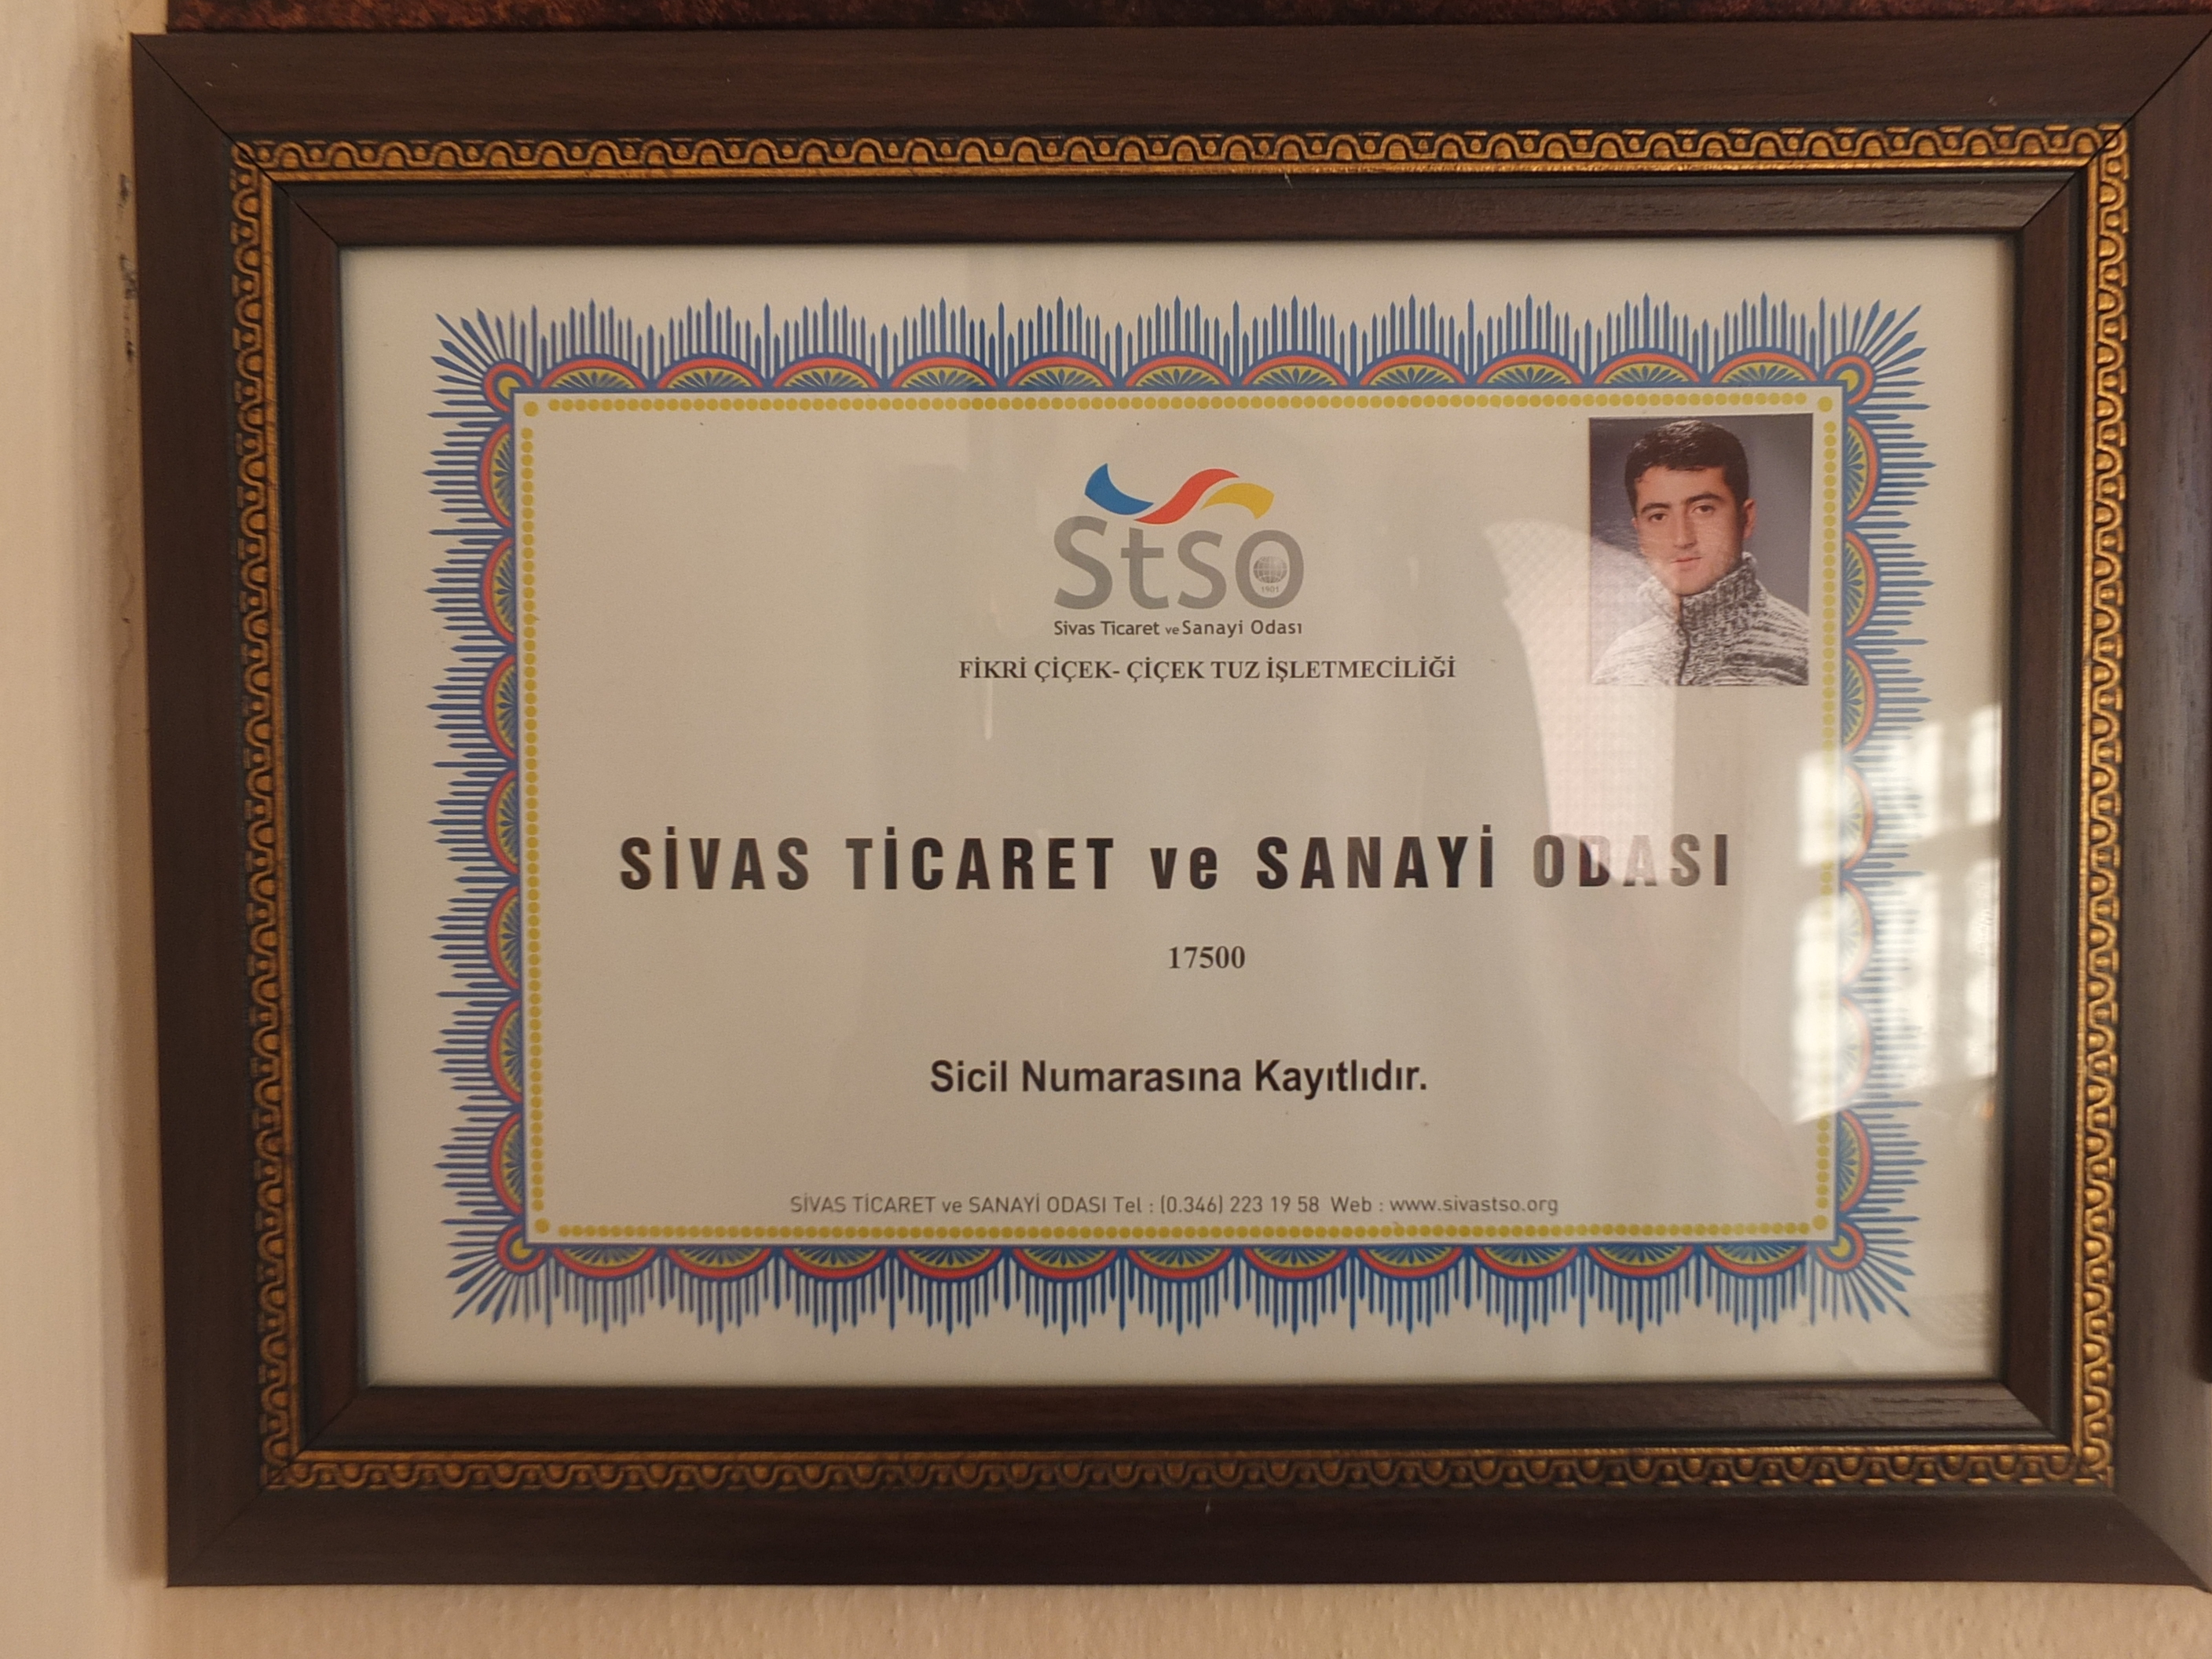 Stso
1901
Sivas Ticaret ve Sanayi Odası
FİKRİ ÇİÇEK- ÇİÇEK TUZ İŞLETMECİLİĞİ
SİVAS TİCARET ve SANAYİ ODASI
17500
Sicil Numarasına Kayıtlıdır.
SİVAS TİCARET ve SANAYİ ODASI Tel : (0.346) 223 19 58 Web : www.sivastso.org